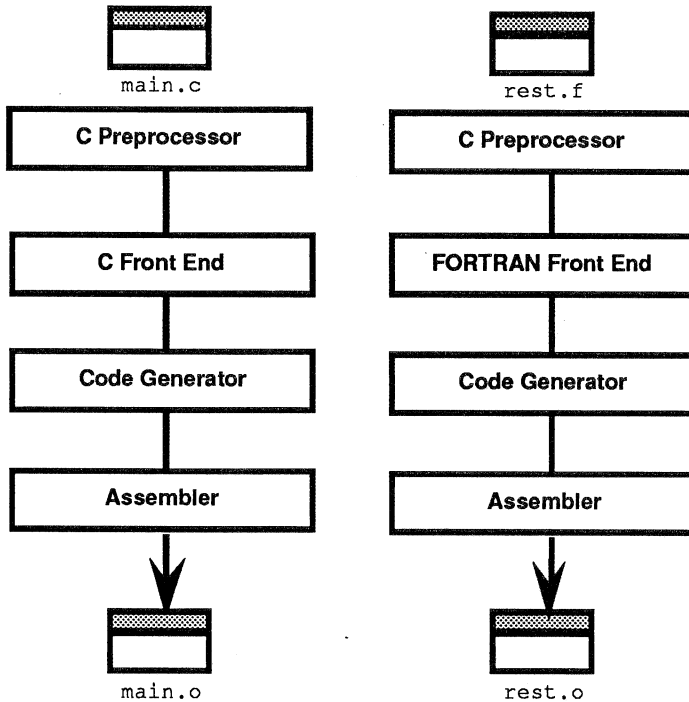 main.c
C Preprocessor
C Front End
Code Generator
Assembler
main.o
rest.f
C Preprocessor
FORTRAN Front End
Code Generator
Assembler
rest.o